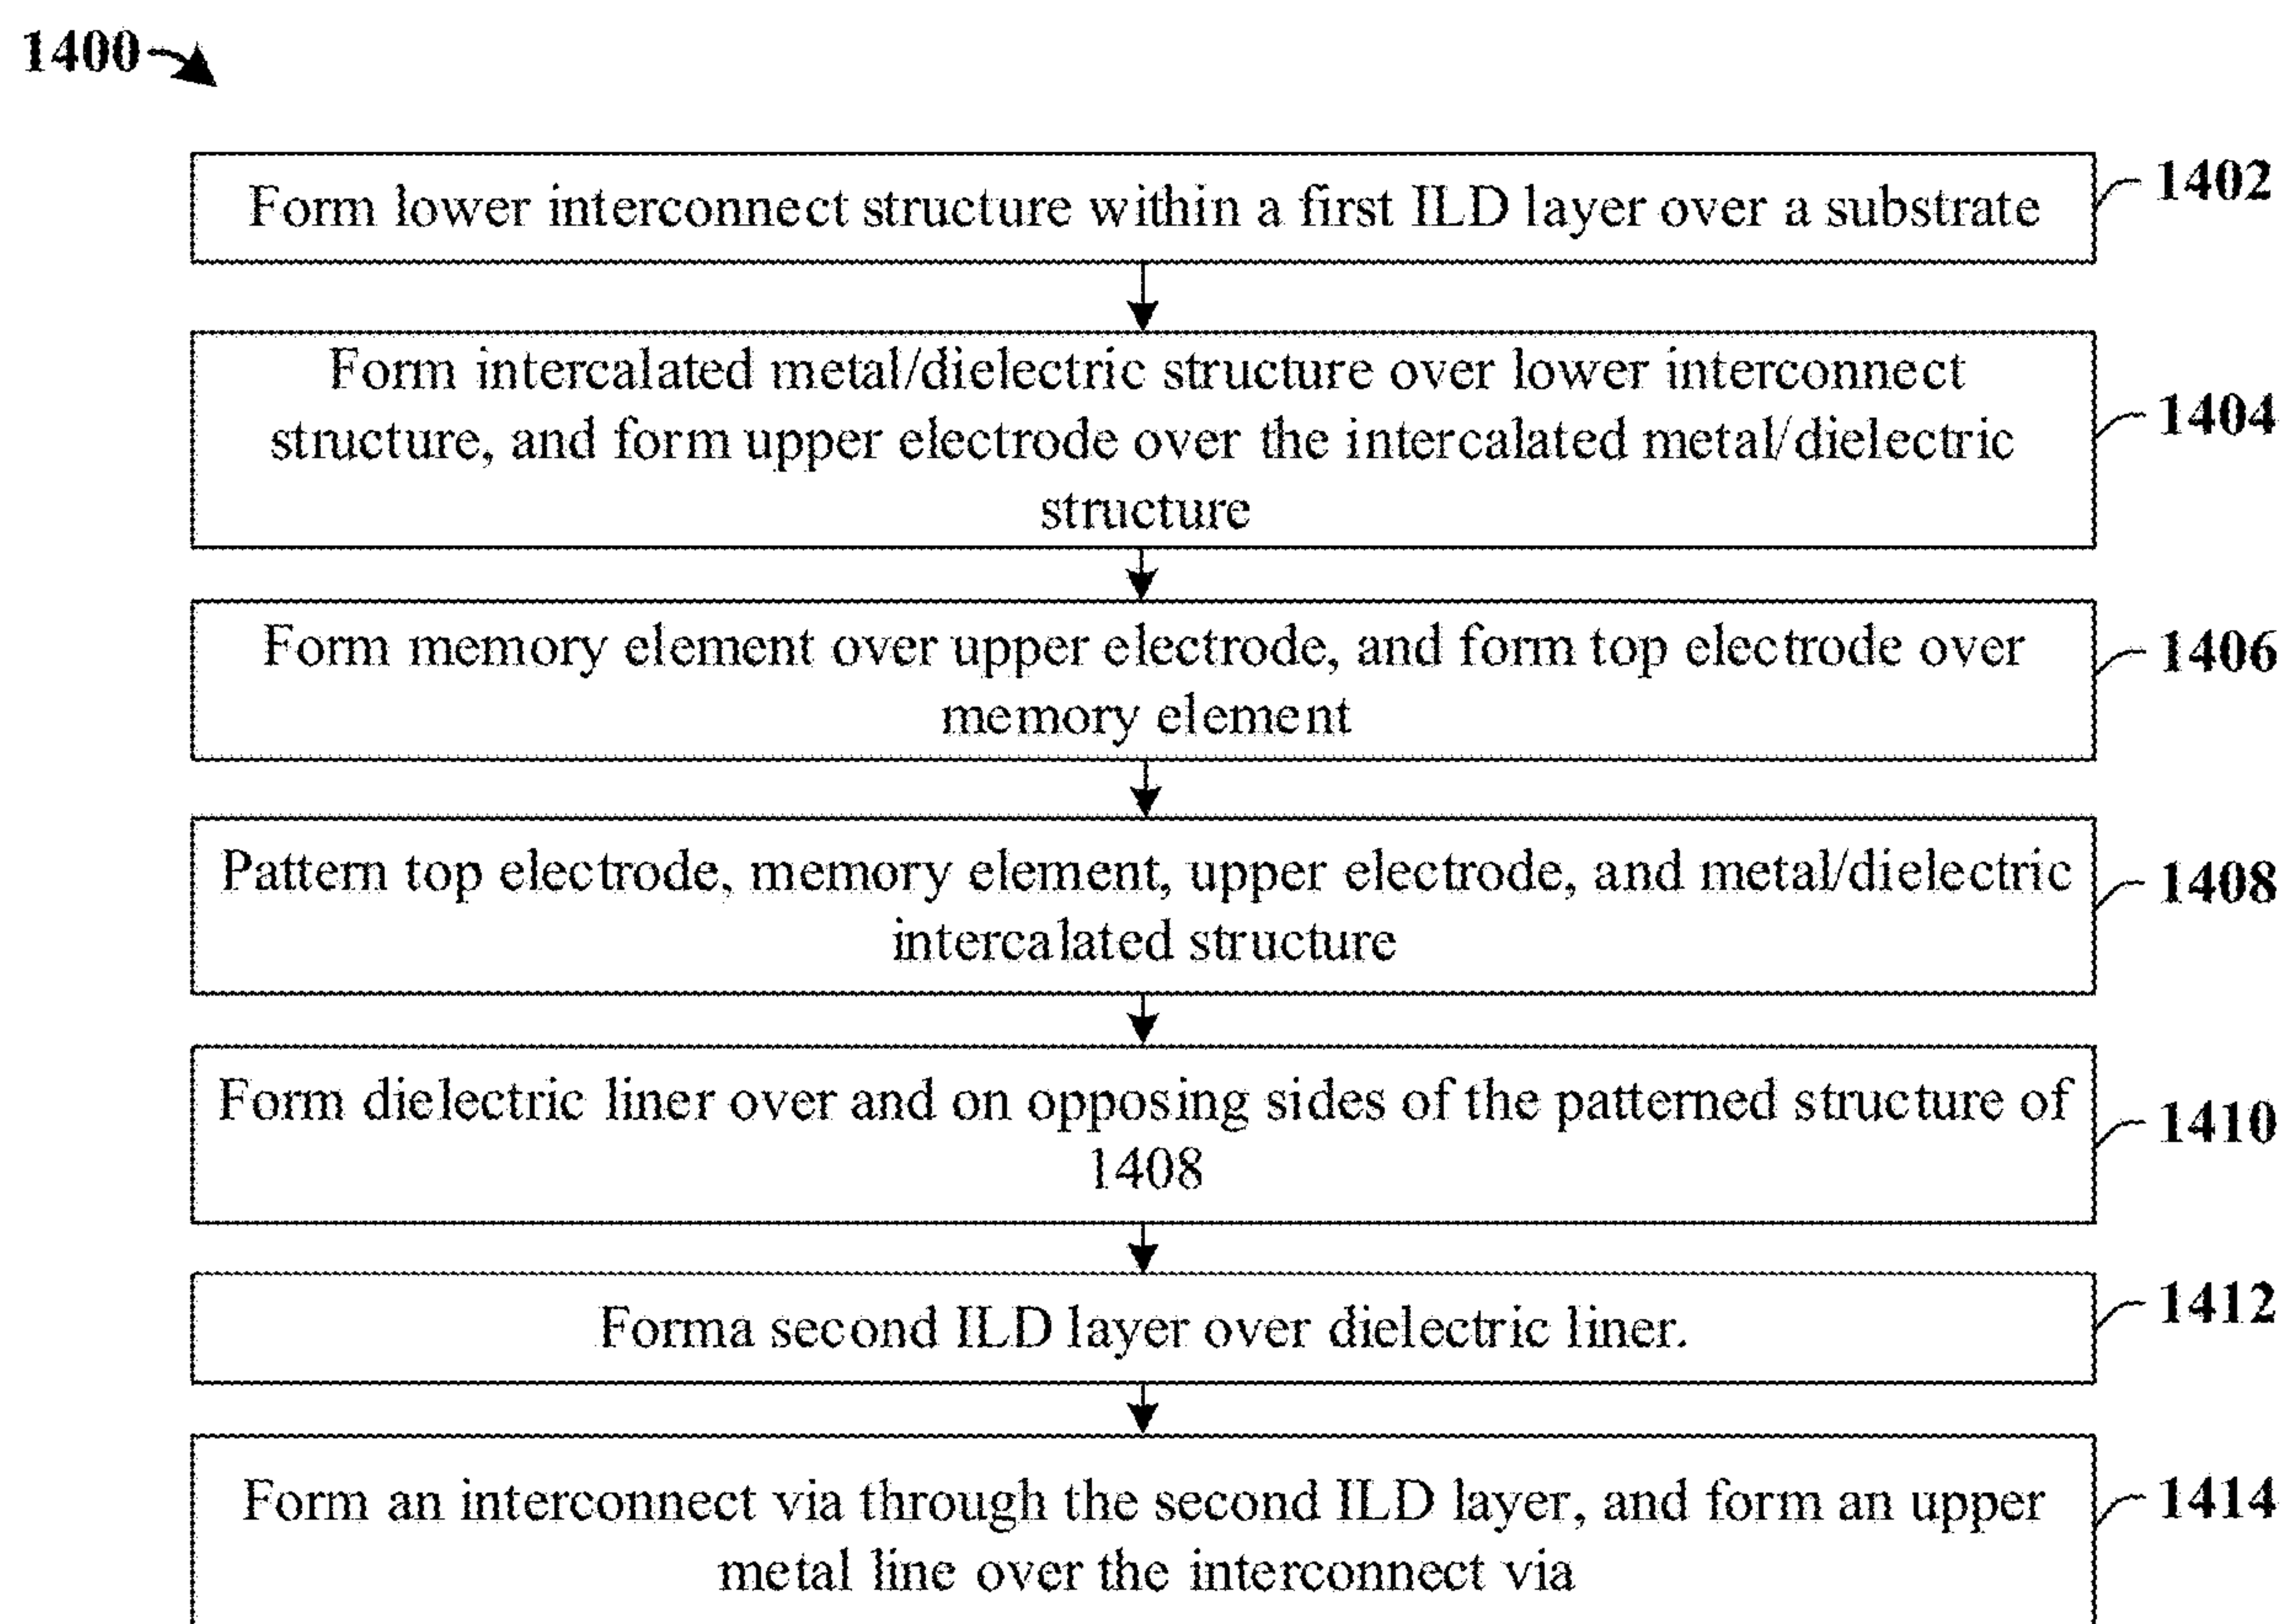 1400
Form lower interconnect structure within a first ILD layer over a substrate
1402
Form intercalated metal/dielectric structure over lower interconnect
structure, and form upper electrode over the intercalated metal/dielectric
structure
1404
Form memory element over upper electrode, and form top electrode over
memory element
1406
Pattern top electrode, memory element, upper electrode, and metal/dielectric
intercalated structure
1408
Form dielectric liner over and on opposing sides of the patterned structure of
1408
1410
Forma second ILD layer over dielectric liner.
1412
Form an interconnect via through the second ILD layer, and form an upper
metal line over the interconnect via
1414